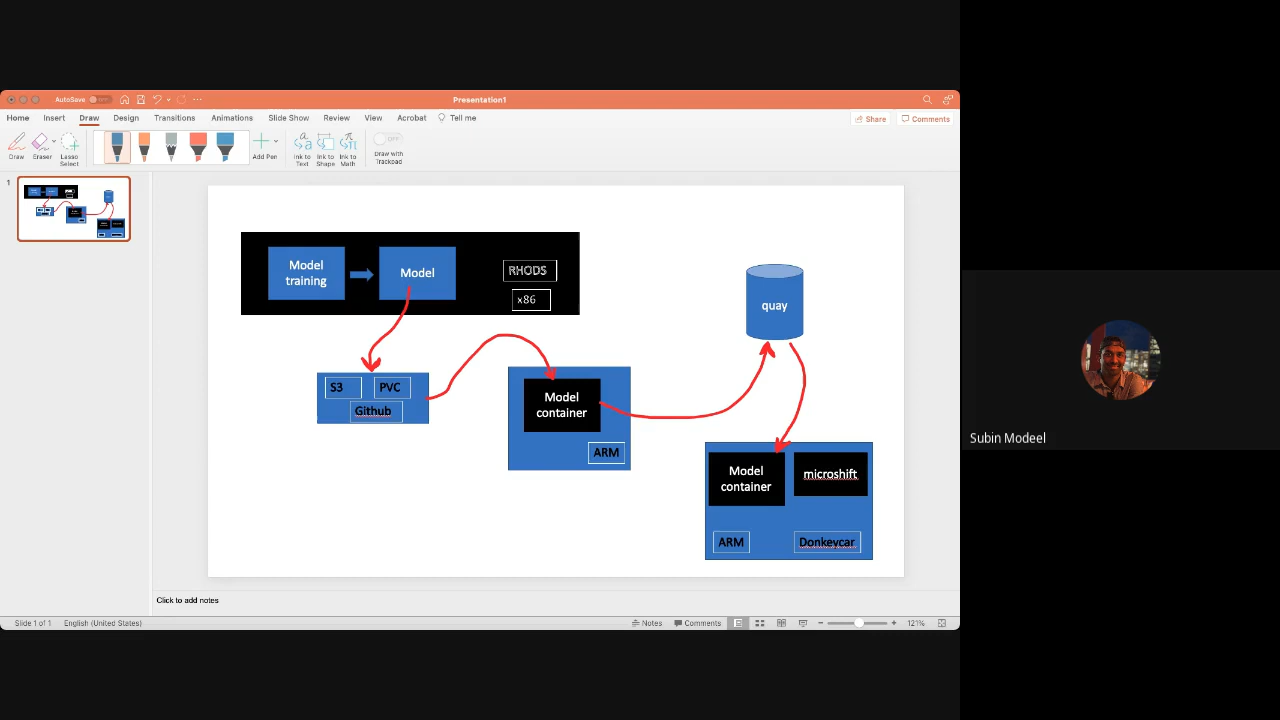 AutoSave
OFF
Presentation1
Home
Insert
Draw
Design
Transitions
Animations
Slide Show
Review
View
Acrobat
Tell me
Share
Comments
Draw
Eraser
Lasso
Select
Add Pen
Ink to
Text
Ink to
Shape
Ink to
Math
OFF
Draw with
Trackpad
1
Model
training
Model
RHODS
x86
quay
S3
PVC
Github
Model
container
ARM
Model
container
microshift
ARM
Donkeycar
Click to add notes
Slide 1 of 1
English (United States)
Notes
Comments
121%
Subin Modeel